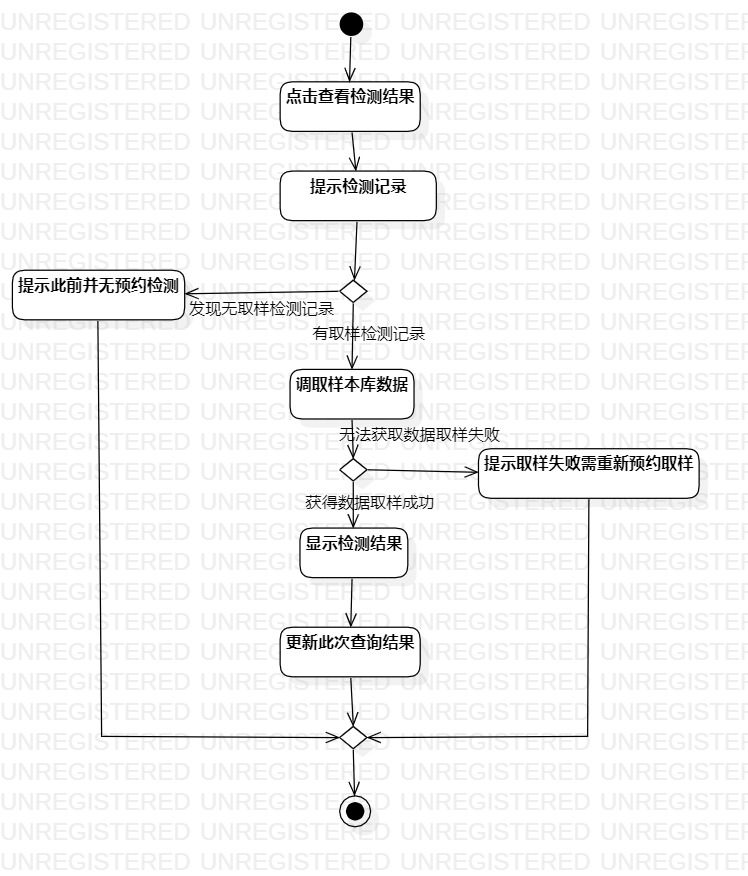 点击查看检测结果
提示检测记录
提示此前并无预约检测
发现无取样检测记录
有取样检测记录
调取样本库数据
无法获取数据取样失败
提示取样失败需重新预约取样
获得数据取样成功
显示检测结果
更新此次查询结果
UNREGISTERED UNREGISTERED UNREGISTERED UNREGISTERED